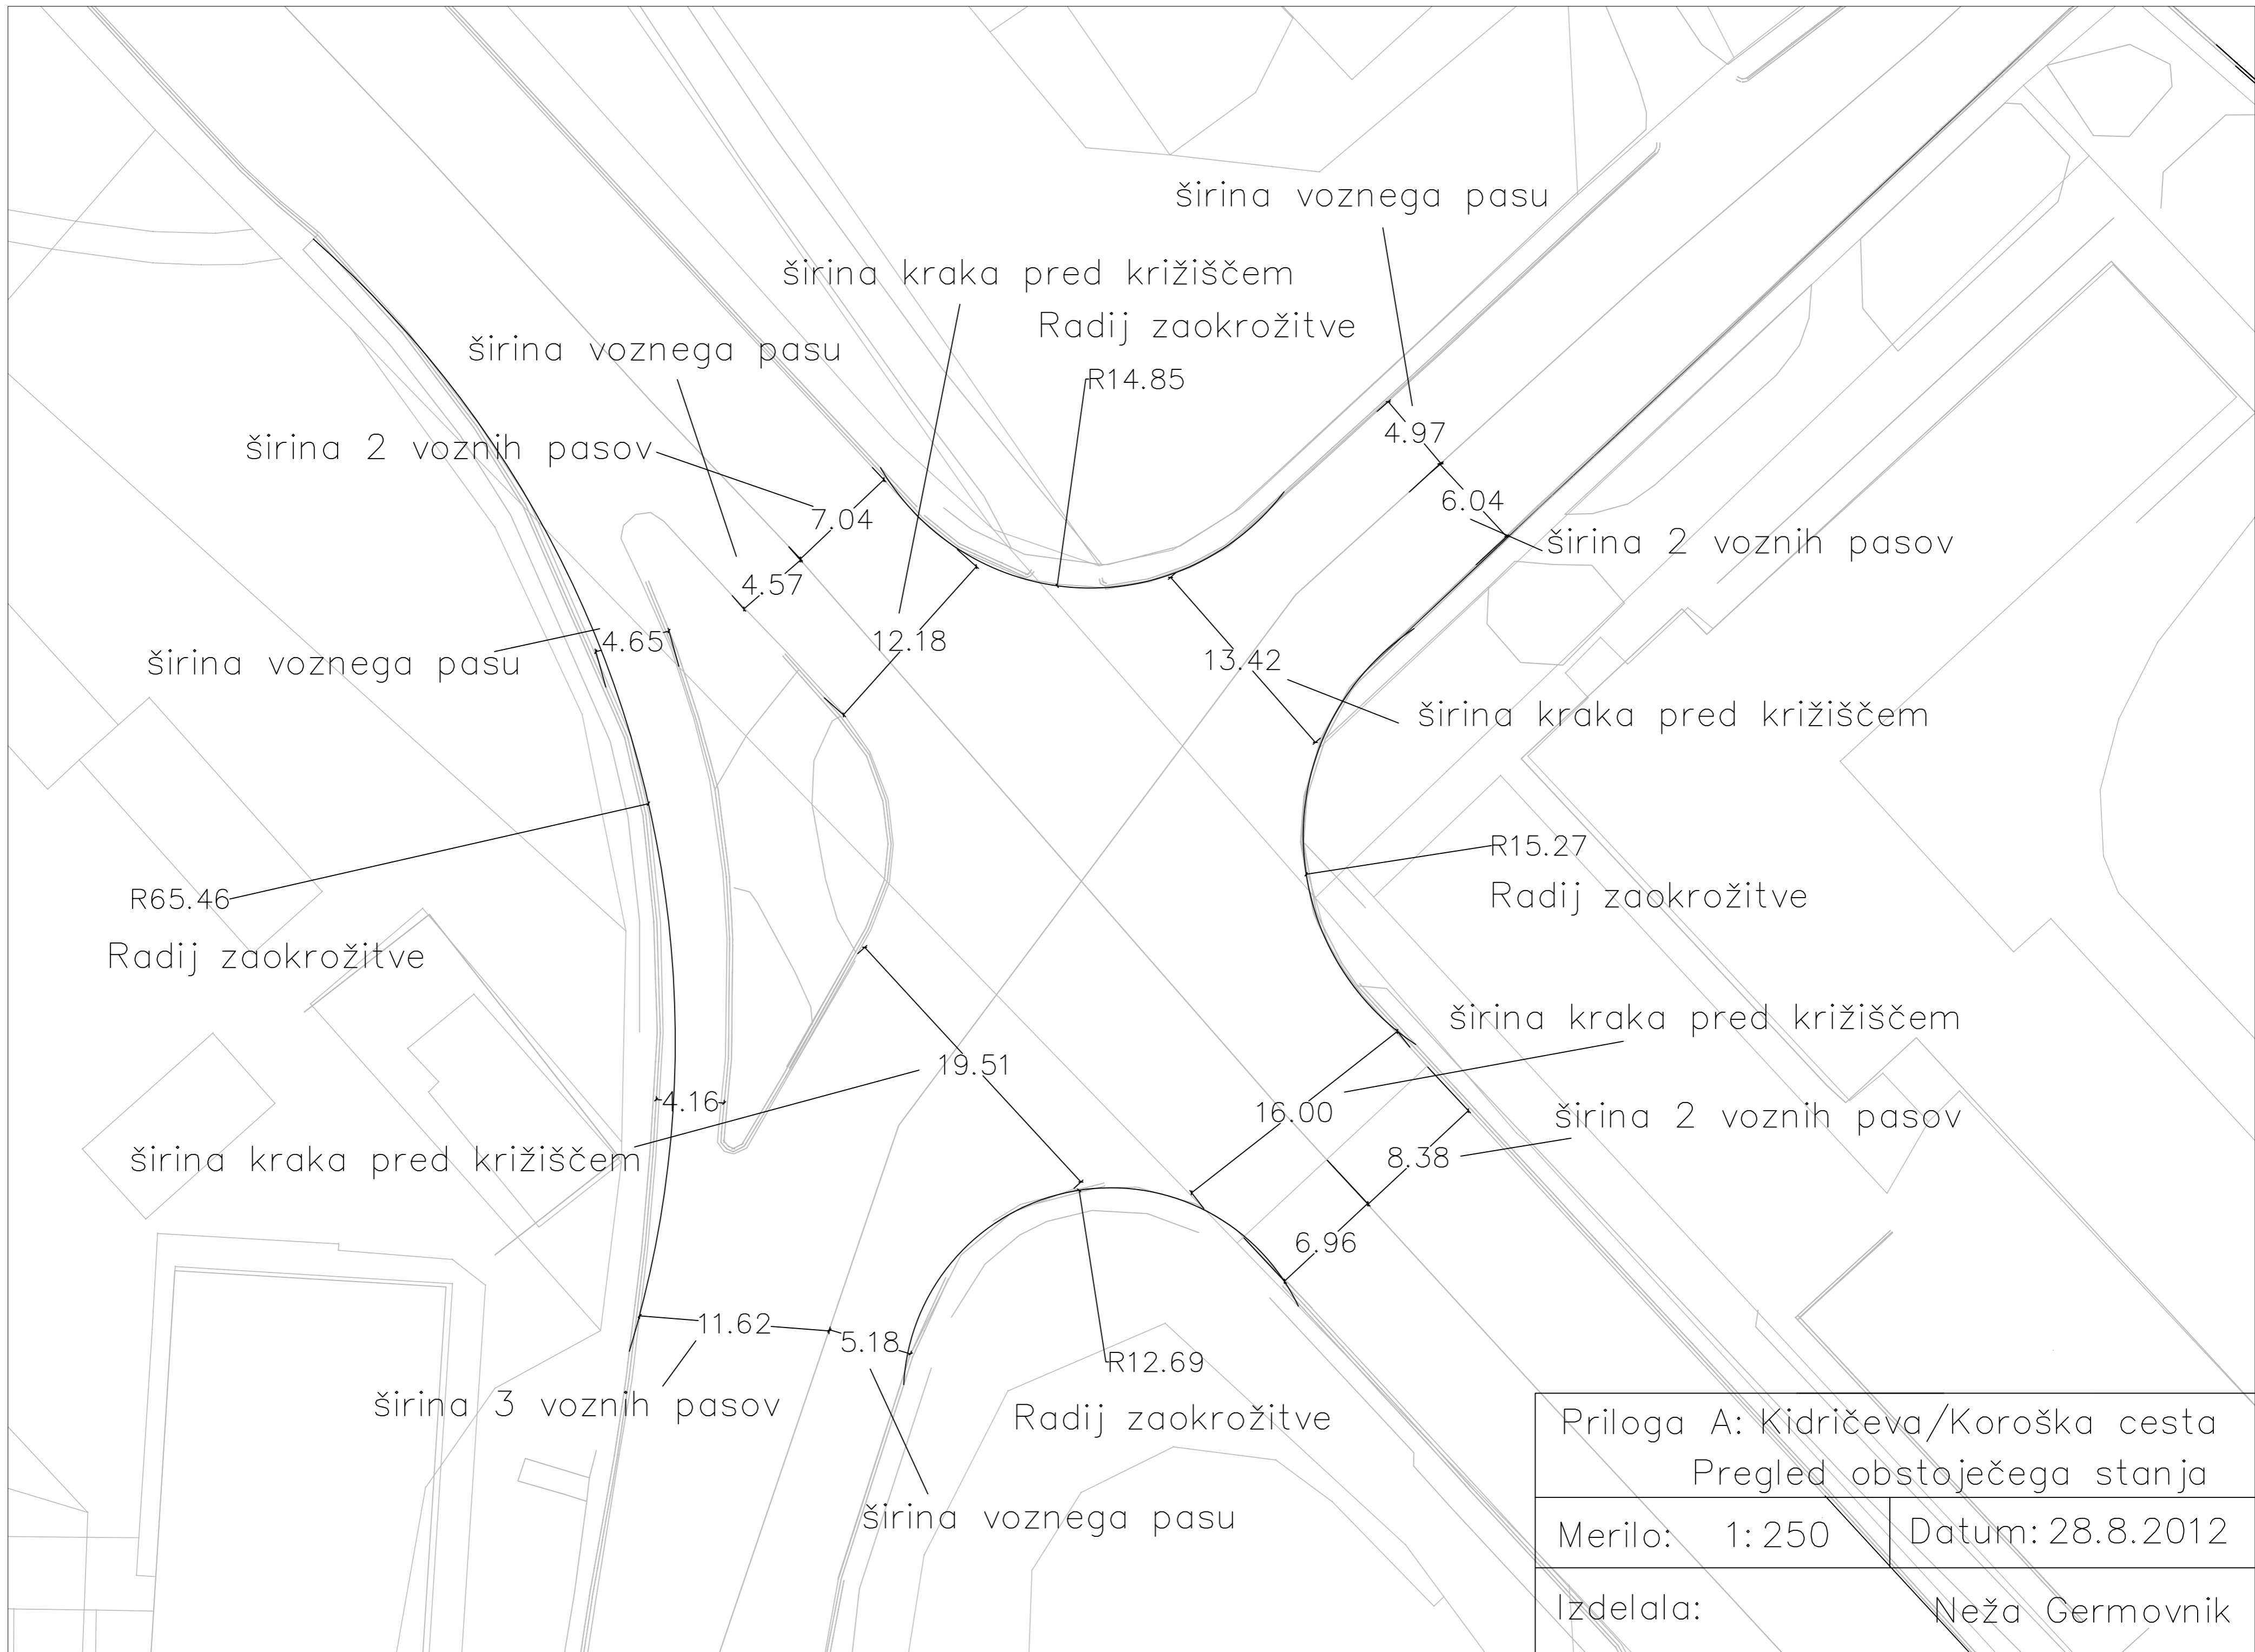 širina voznega pasu
širina kraka pred križiščem
Radij zaokrožitve
širina voznega pasu
R14.85
4.97
širina 2 voznih pasov
6.04
7.04
širina 2 voznih pasov
4.57
4.65
12.18
širina voznega pasu
13.42
širina kraka pred križiščem
R15.27
R65.46
Radij zaokrožitve
Radij zaokrožitve
širina kraka pred križiščem
19.51
4.16
16.00
širina 2 voznih pasov
širina kraka pred križiščem
8.38
6.96
11.62
5.18
R12.69
širina 3 voznih pasov
Radij zaokrožitve
širina voznega pasu
Priloga A: Kidričeva/Koroška cesta
Pregled obstoječega stanja
Merilo: 1:250
Datum: 28.8.2012
Izdelala: Neža Germovnik